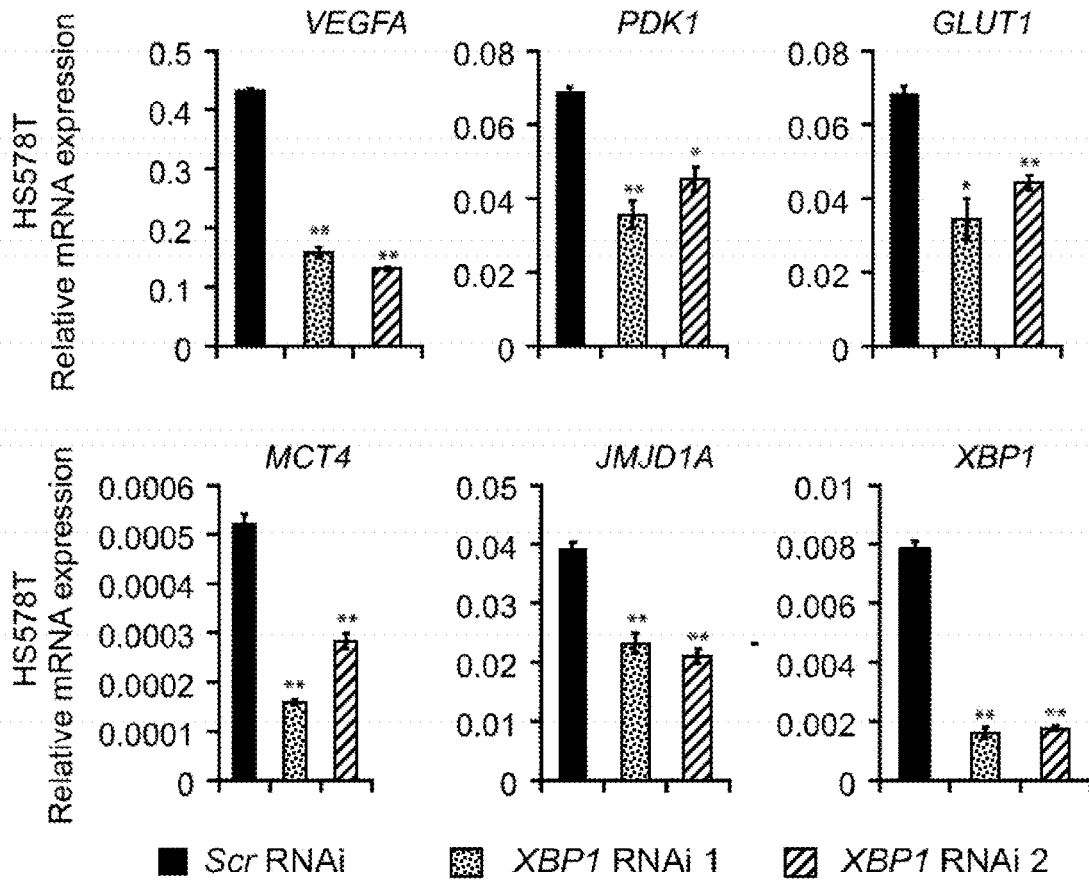 VEGFA PDK1 GLUT1
HS578T
Relative mRNA expression
0.5 0.08 0.08
0.4 0.06 0.06
0.3
** * **
0.04 ** 0.04 *
0.2 ** **
0.02 0.02
0.1
0 0 0
MCT4 JMJD1A XBP1
HS578T
Relative mRNA expression
0.0006 0.05 0.01
0.0005 0.04 0.008
0.0004 0.03 0.006
0.0003 ** ** **
0.0002 ** 0.02 0.004
0.0001 0.01 0.002 ** **
0 0 0
Scr RNAi XBP1 RNAi 1 XBP1 RNAi 2